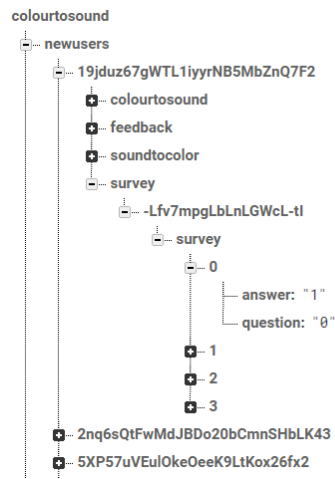 colourtosound
newusers
19jduz67gWTL1iyyrNB5MbZnQ7F2
colourtosound
feedback
soundtocolor
survey
-Lfv7mpgLbLnLGWcL-tI
survey
0
answer: "1"
question: "0"
1
2
3
2nq6sQtFwMdJBDo20bCmnSHbLK43
5XP57uVEulOkeOeeK9LtKox26fx2